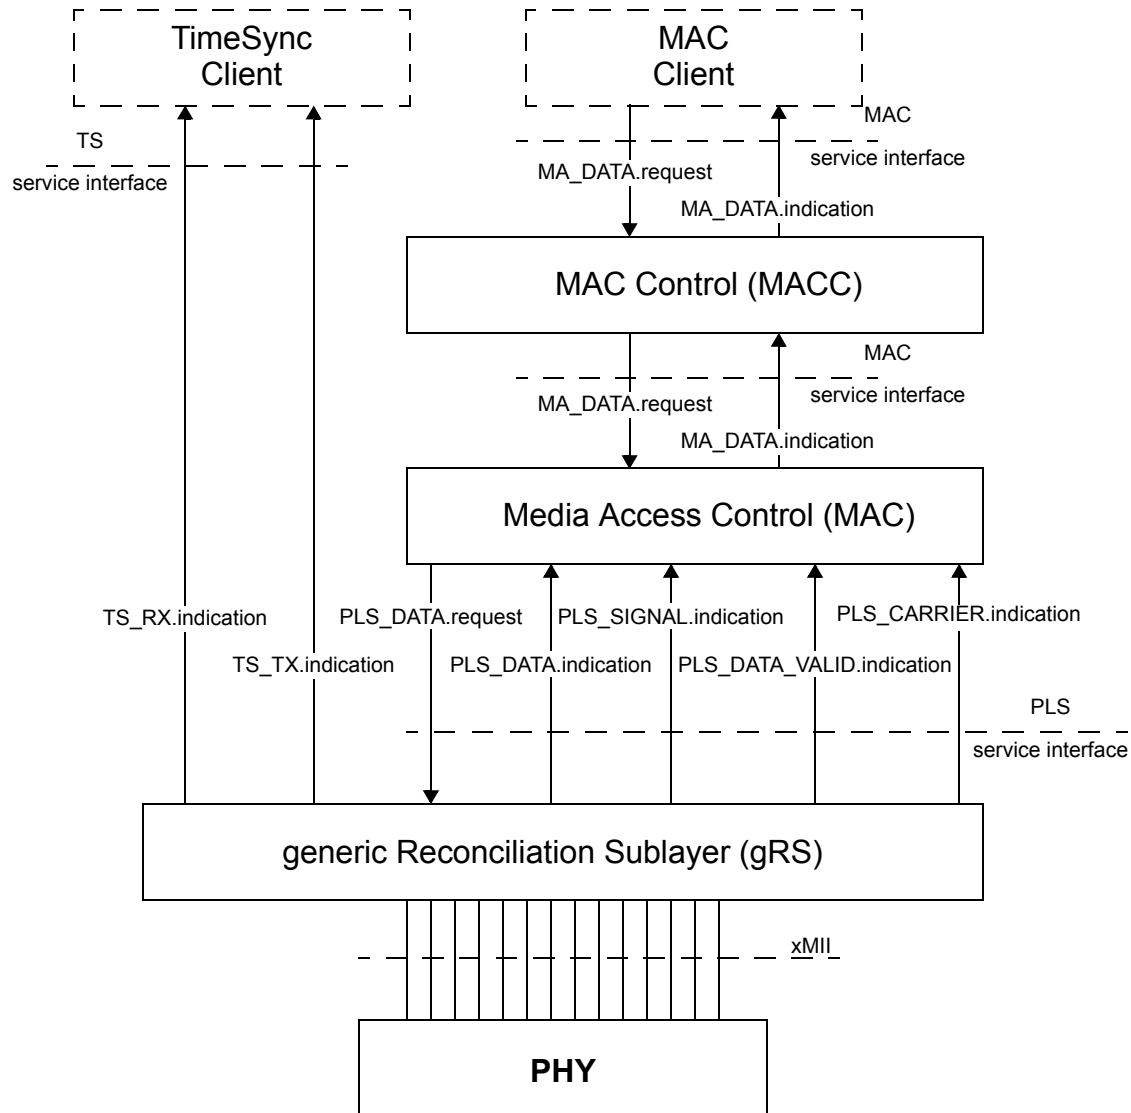 TimeSync
Client
MAC
Client
MAC
service interface
TS
service interface
MA_DATA.request
MA_DATA.indication
MAC Control (MACC)
MAC
service interface
MA_DATA.request
MA_DATA.indication
Media Access Control (MAC)
TS_RX.indication
PLS_DATA.request
PLS_SIGNAL.indication
PLS_CARRIER.indication
TS_TX.indication
PLS_DATA.indication
PLS_DATA_VALID.indication
PLS
service interface
generic Reconciliation Sublayer (gRS)
xMII
PHY